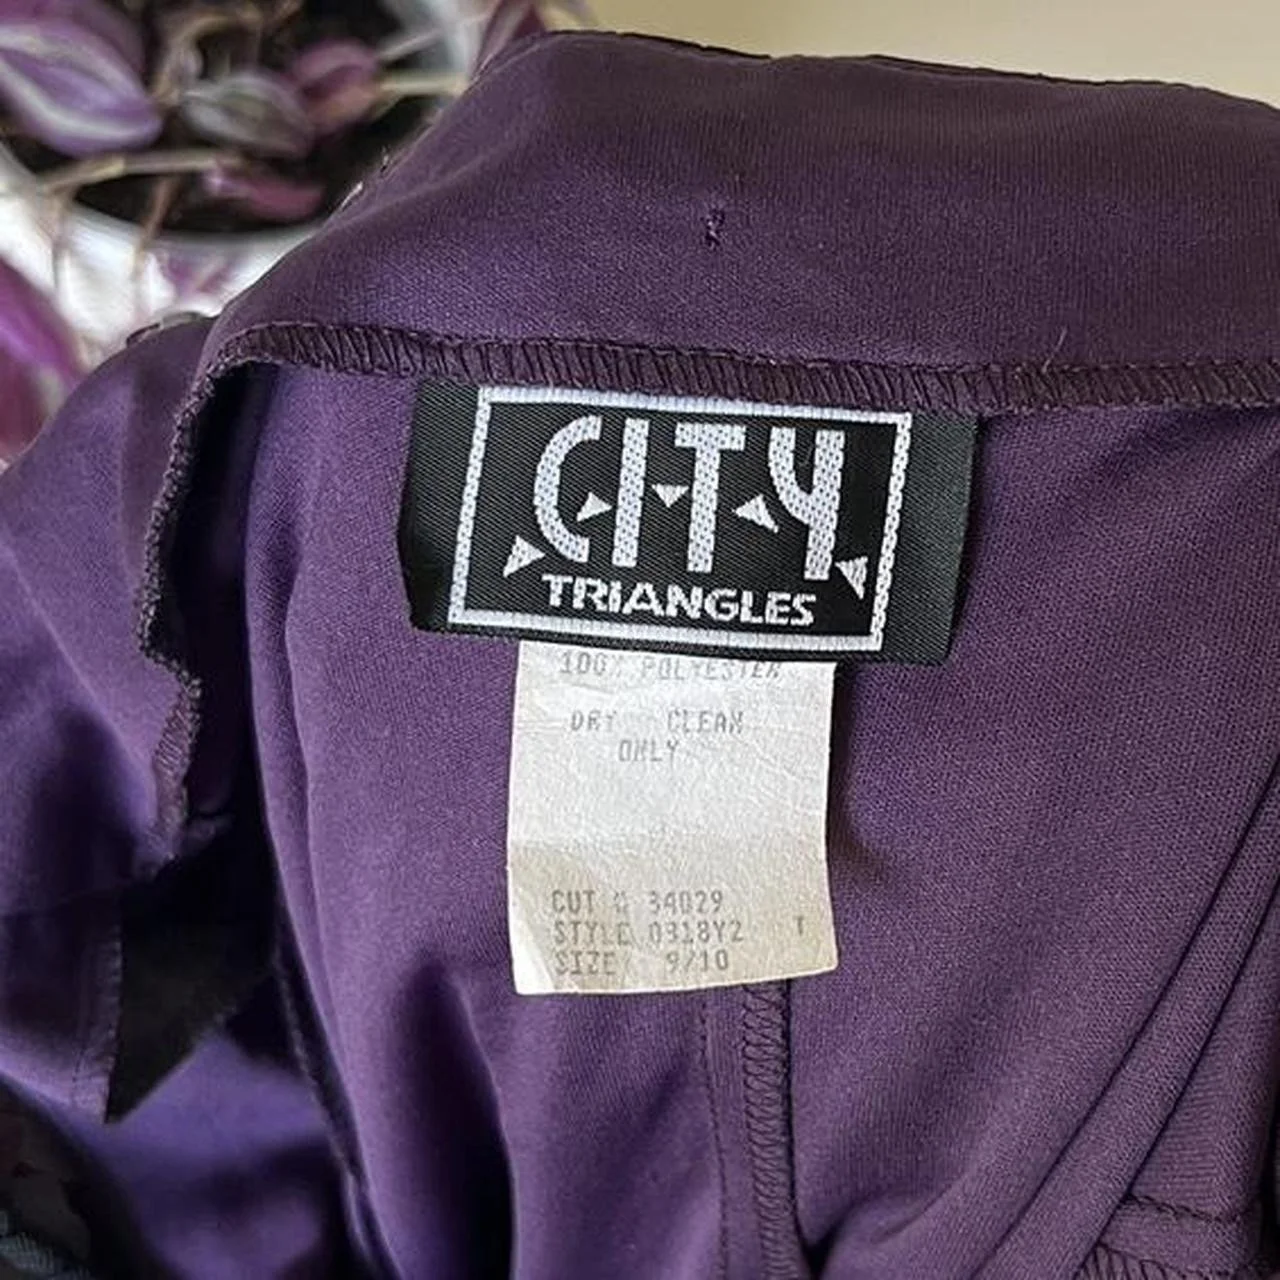 CITY
TRIANGLES
100% POLYESTER
DRY CLEAN
ONLY
CUT # 34029
STYLE 0318Y2 T
SIZE 9/10